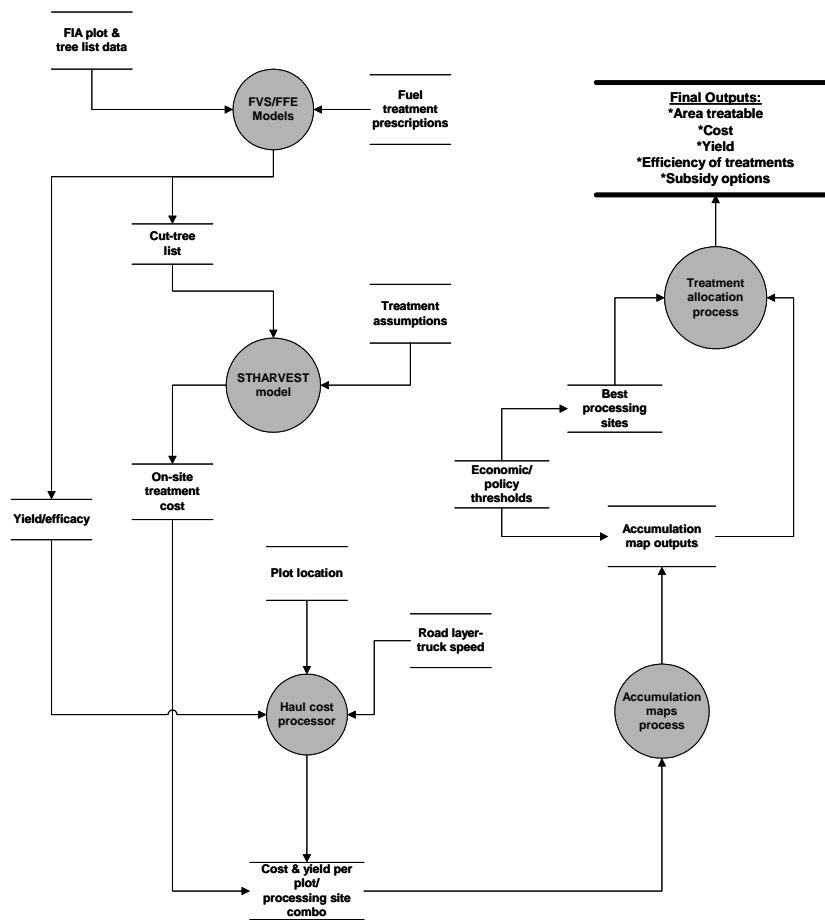 FIA plot &
tree list data
FVS/FFE
Models
Fuel
treatment
prescriptions
Final Outputs:
*Area treatable
*Cost
*Yield
*Efficiency of treatments
*Subsidy options
Cut-tree
list
Treatment
assumptions
Treatment
allocation
process
STHARVEST
model
Best
processing
sites
On-site
treatment
cost
Economic/
policy
thresholds
Yield/efficacy
Accumulation
map outputs
Plot location
Road layer-
truck speed
Haul cost
processor
Accumulation
maps
process
Cost & yield per
plot/
processing site
combo